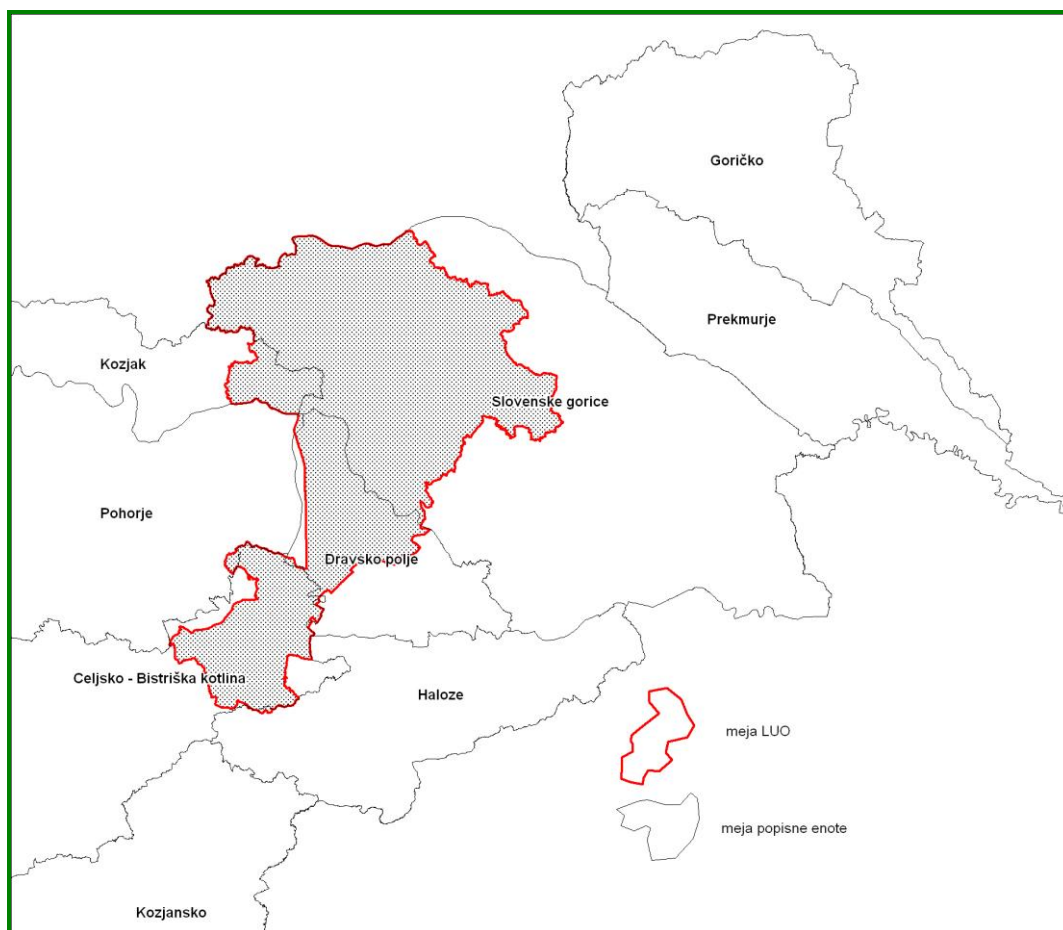 Goričko
Prekmurje
Kozjak
Slovenske gorice
Pohorje
Dravsko polje
Celjsko - Bistriška kotlina
Haloze
meja LUO
meja popisne enote
Kozjansko